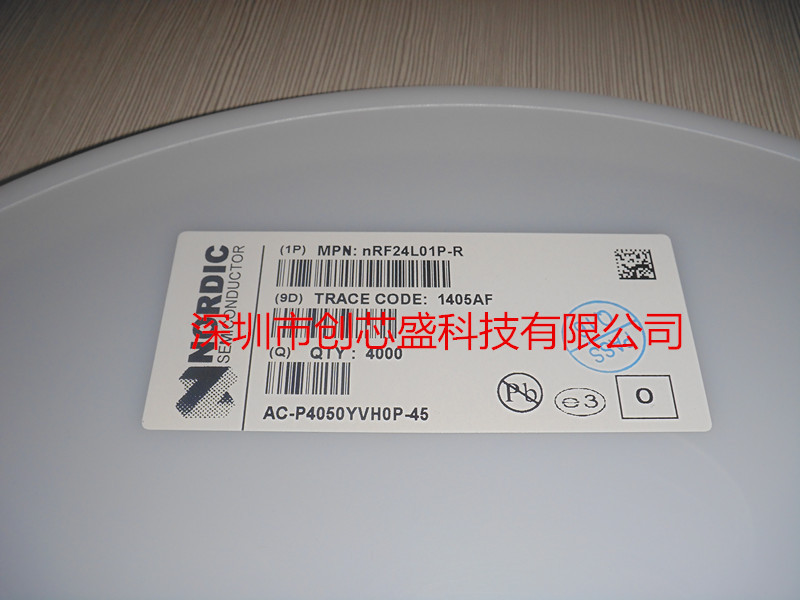 NORDIC
SEMICONDUCTOR
(1P) MPN: nRF24L01P-R
(9D) TRACE CODE: 1405AF
深圳市创芯盛科技有限公司
(Q) QTY: 4000
AC-P4050YVH0P-45
Pb
e3
O
PASS